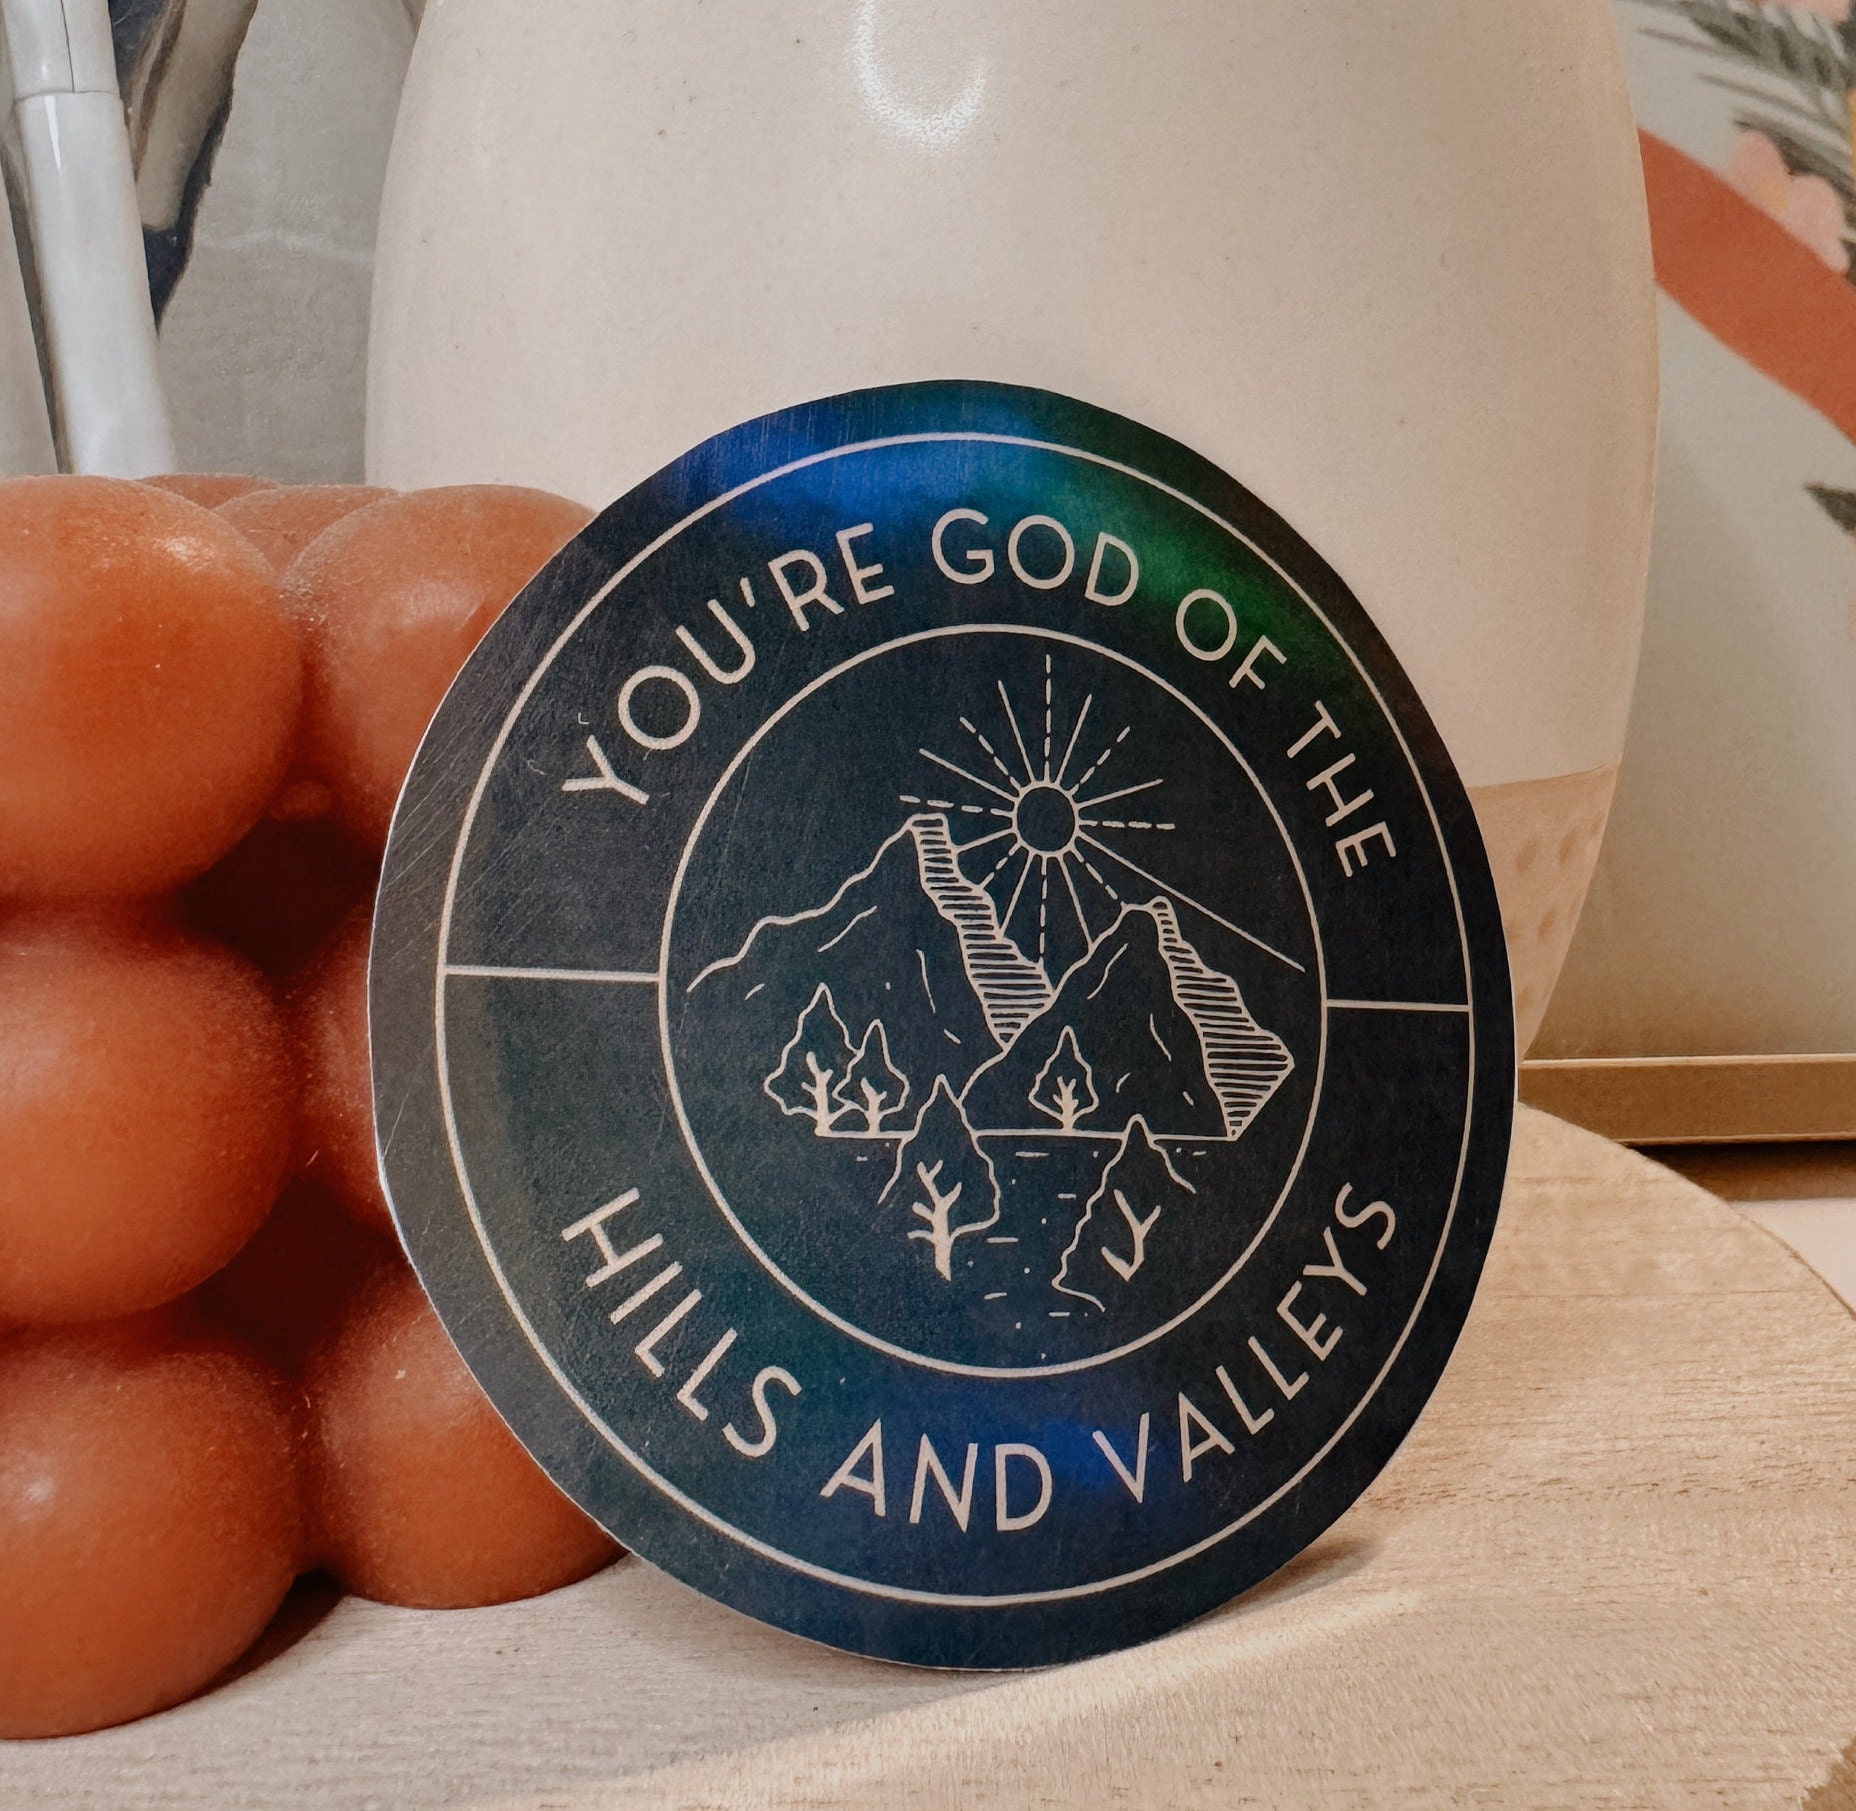 YOU'RE GOD OF THE
HILLS AND VALLEYS